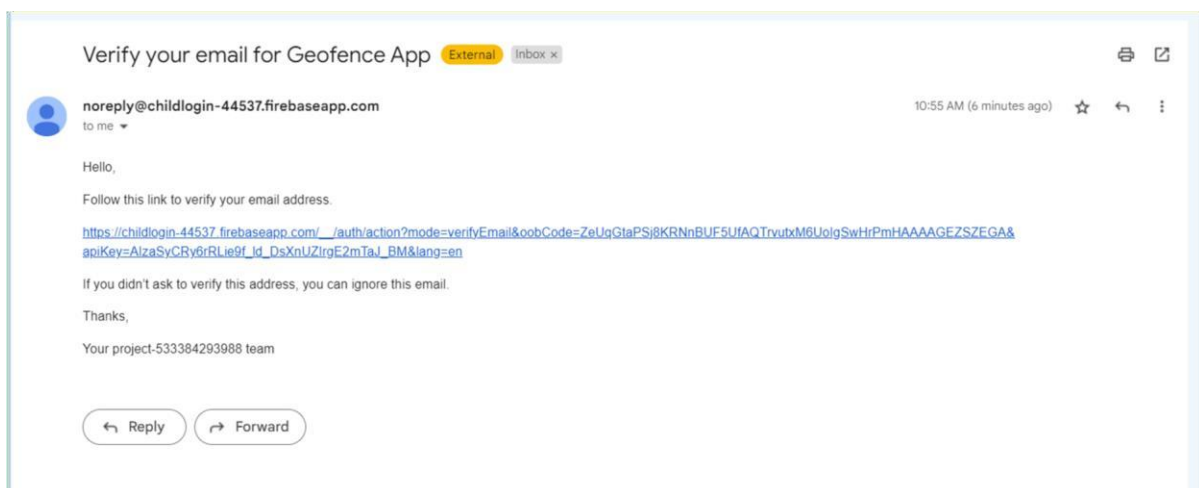 Verify your email for Geofence App External Inbox ×
noreply@childlogin-44537.firebaseapp.com 10:55 AM (6 minutes ago)
to me
Hello,
Follow this link to verify your email address.
https://childlogin-44537.firebaseapp.com/__/auth/action?mode=verifyEmail&oobCode=ZeUqGtaPSj8KRNnBUF5UfAQTrvutxM6UolgSwHrPmHAAAAGEZSZEGA&
apiKey=AIzaSyCRy6rRLie9f_ld_DsXnUZIrgE2mTaJ_BM&lang=en
If you didn't ask to verify this address, you can ignore this email.
Thanks,
Your project-533384293988 team
Reply Forward